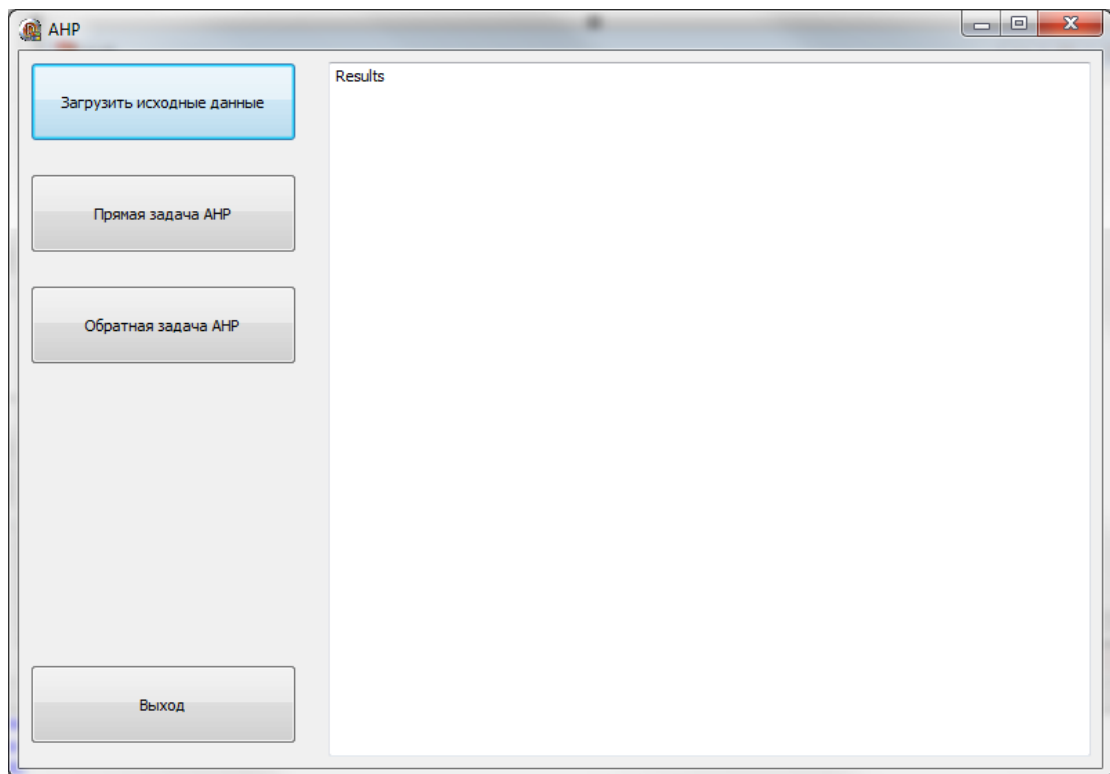 AHP
Загрузить исходные данные
Results
Прямая задача AHP
Обратная задача AHP
Выход